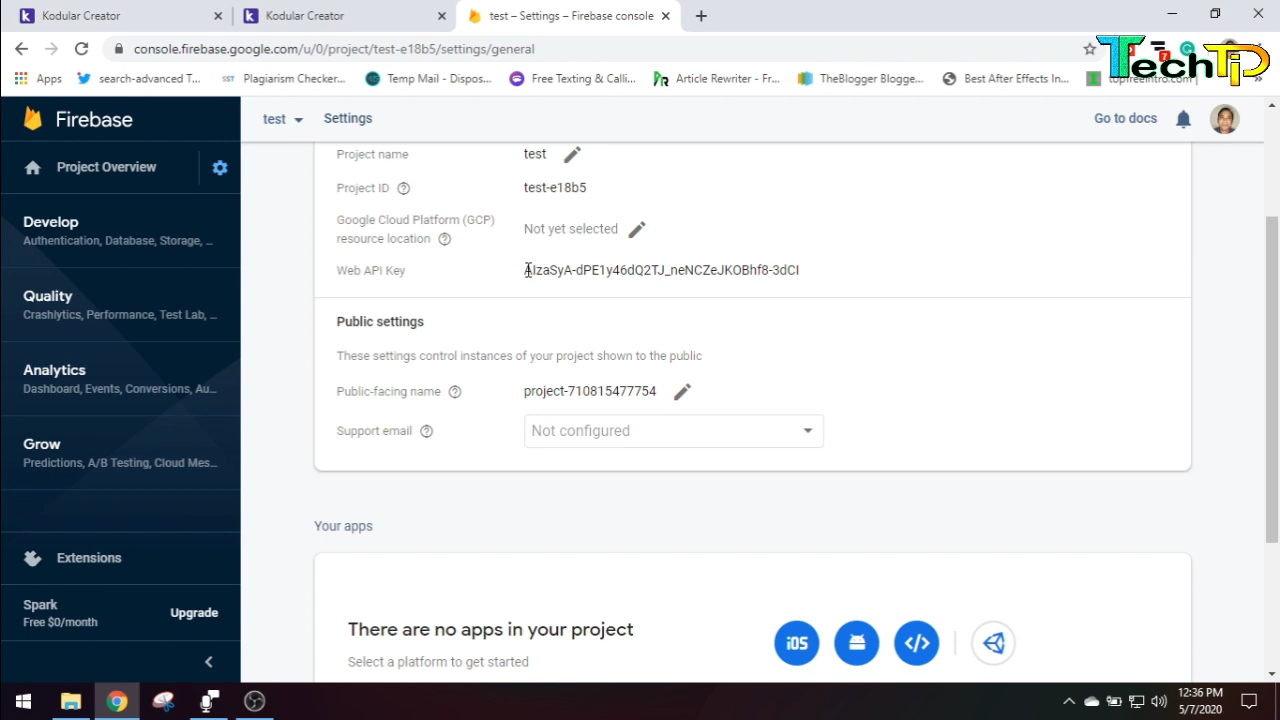 Kodular Creator
Kodular Creator
test – Settings – Firebase console
console.firebase.google.com/u/0/project/test-e18b5/settings/general
Apps
search-advanced T...
SST
Plagiarism Checker...
Temp Mail - Dispos...
Free Texting & Calli...
Article Rewriter - Fr...
TheBlogger Blogge...
Best After Effects In...
topfreeintro.com
TechTip
Firebase
test
Settings
Go to docs
Project Overview
Develop
Authentication, Database, Storage, ...
Quality
Crashlytics, Performance, Test Lab, ...
Analytics
Dashboard, Events, Conversions, Au...
Grow
Predictions, A/B Testing, Cloud Mes...
Extensions
Spark
Free $0/month
Upgrade
Project name
test
Project ID
test-e18b5
Google Cloud Platform (GCP)
resource location
Not yet selected
Web API Key
AIzaSyA-dPE1y46dQ2TJ_neNCZeJKOBhf8-3dCI
Public settings
These settings control instances of your project shown to the public
Public-facing name
project-710815477754
Support email
Not configured
Your apps
There are no apps in your project
Select a platform to get started
iOS
12:36 PM
5/7/2020